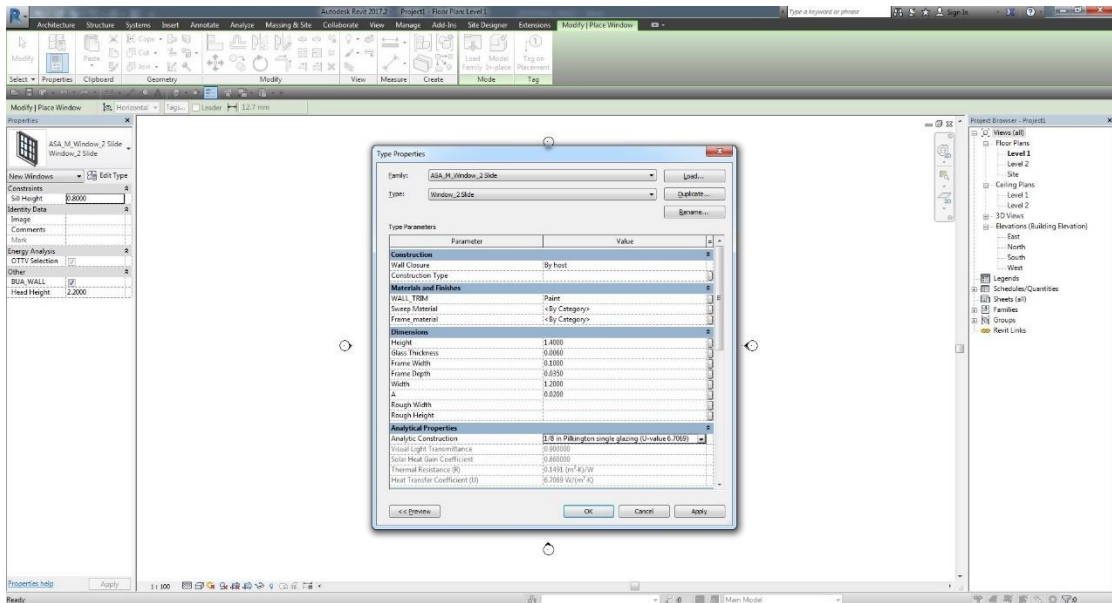 Autodesk Revit 2017.2 - Project1 - Floor Plan: Level 1
Type a keyword or phrase
Sign In
Architecture Structure Systems Insert Annotate Analyze Massing & Site Collaborate View Manage Add-Ins Site Designer Extensions Modify | Place Window
Modify
Paste
Cope
Cut
Join
Load Family
Model In-place
Tag on Placement
Select Properties Clipboard Geometry Modify View Measure Create Mode Tag
Modify | Place Window Horizontal Tags... Leader 12.7 mm
Properties
ASA_M_Window_2 Slide
Window_2 Slide
New Windows Edit Type
Constraints
Sill Height 0.8000
Identity Data
Image
Comments
Mark
Energy Analysis
OTTV Selection
Other
BUA_WALL
Head Height 2.2000
Properties help Apply
Type Properties
Family: ASA_M_Window_2 Slide Load...
Type: Window_2 Slide Duplicate...
Rename...
Type Parameters
Parameter Value =
Construction
Wall Closure By host
Construction Type
Materials and Finishes
WALL_TRIM Paint
Sweep Material <By Category>
Frame_material <By Category>
Dimensions
Height 1.4000
Glass Thickness 0.0060
Frame Width 0.1000
Frame Depth 0.0350
Width 1.2000
A 0.0200
Rough Width
Rough Height
Analytical Properties
Analytic Construction 1/8 in Pilkington single glazing (U-value 6.7069)
Visual Light Transmittance 0.900000
Solar Heat Gain Coefficient 0.860000
Thermal Resistance (R) 0.1491 (m²·K)/W
Heat Transfer Coefficient (U) 6.7069 W/(m²·K)
<< Preview OK Cancel Apply
Project Browser - Project1
Views (all)
Floor Plans
Level 1
Level 2
Site
Ceiling Plans
Level 1
Level 2
3D Views
Elevations (Building Elevation)
East
North
South
West
Legends
Schedules/Quantities
Sheets (all)
Families
Groups
Revit Links
1 : 100
Ready
:0
Main Model
:0